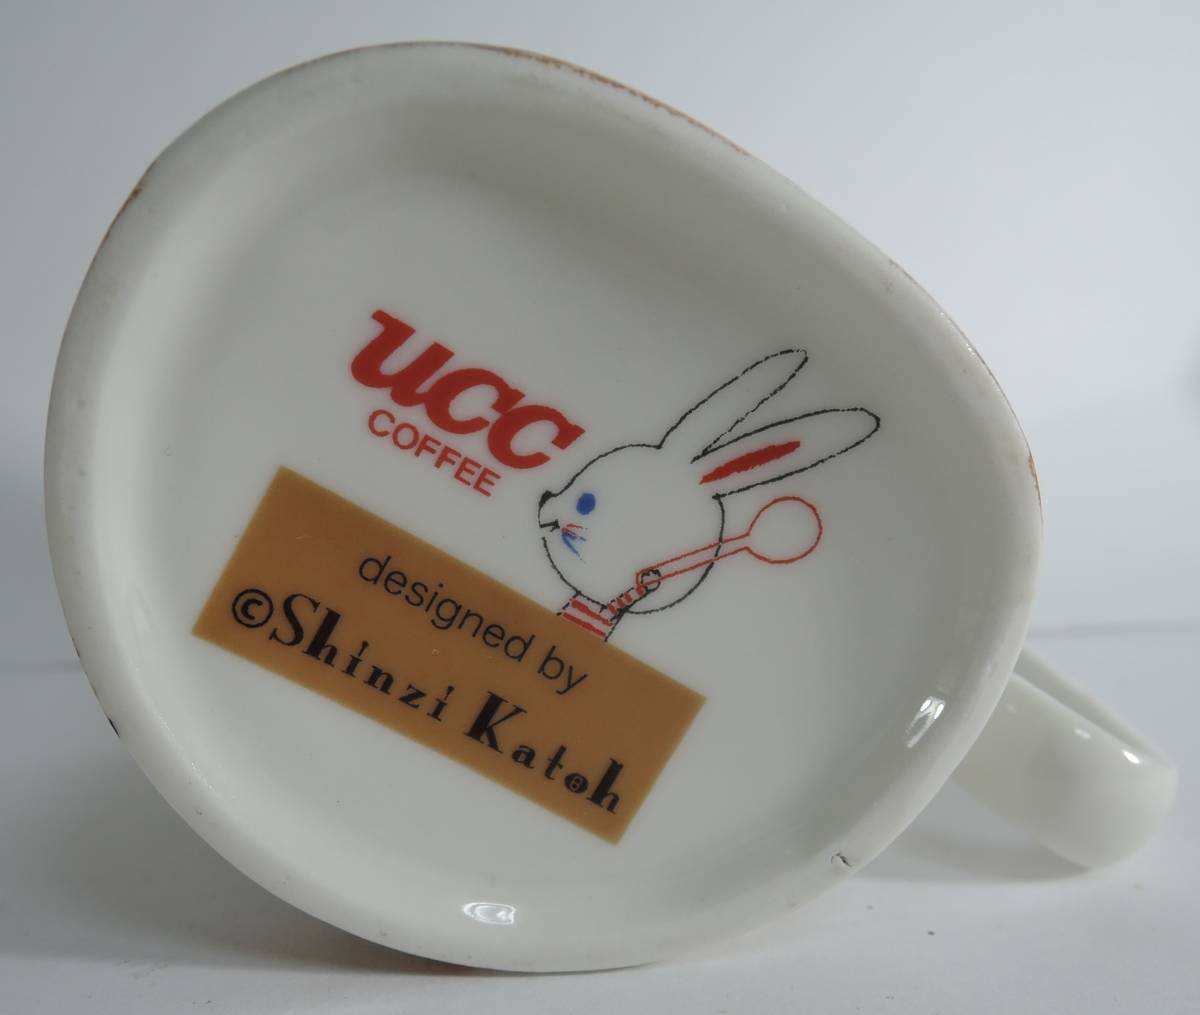 ucc
COFFEE
designed by
©Shinzi Katoh